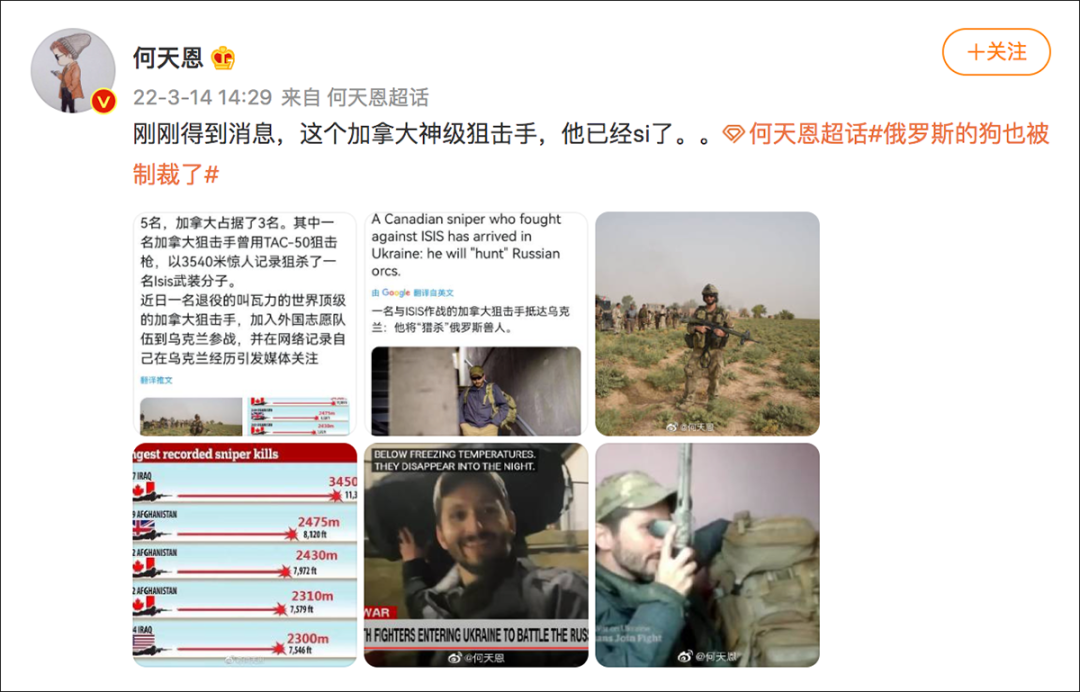 何天恩
+关注
22-3-14 14:29 来自 何天恩超话
刚刚得到消息，这个加拿大神级狙击手，他已经si了。。何天恩超话#俄罗斯的狗也被
制裁了#
5名，加拿大占据了3名。其中一
名加拿大狙击手曾用TAC-50狙击
枪，以3540米惊人记录狙杀了一
名Isis武装分子。
近日一名退役的叫瓦力的世界顶级
的加拿大狙击手，加入外国志愿队
伍到乌克兰参战，并在网络记录自
己在乌克兰经历引发媒体关注
翻译推文
A Canadian sniper who fought
against ISIS has arrived in
Ukraine: he will "hunt" Russian
orcs.
由 Google 翻译自英文
一名与ISIS作战的加拿大狙击手抵达乌克
兰：他将“猎杀”俄罗斯兽人。
@何天恩
ngest recorded sniper kills
7 IRAQ
3450
11,3
9 AFGHANISTAN
2475m
8,120 ft
2 AFGHANISTAN
2430m
7,972 ft
2 AFGHANISTAN
2310m
7,579 ft
4 IRAQ
2300m
7,546 ft
BELOW FREEZING TEMPERATURES.
THEY DISAPPEAR INTO THE NIGHT.
WAR
TH FIGHTERS ENTERING UKRAINE TO BATTLE THE RUS
@何天恩
ans Join Fight
@何天恩